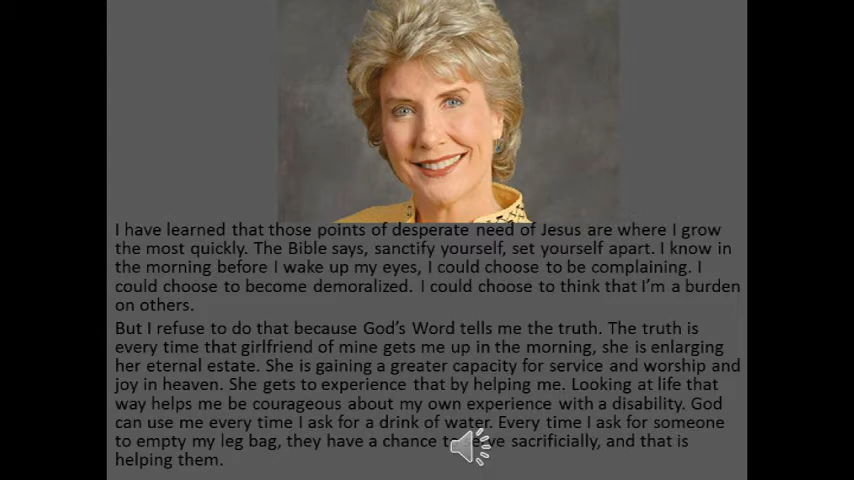 I have learned that those points of desperate need of Jesus are where I grow
the most quickly. The Bible says, sanctify yourself, set yourself apart. I know in
the morning before I wake up my eyes, I could choose to be complaining. I
could choose to become demoralized. I could choose to think that I'm a burden
on others.
But I refuse to do that because God's Word tells me the truth. The truth is
every time that girlfriend of mine gets me up in the morning, she is enlarging
her eternal estate. She is gaining a greater capacity for service and worship and
joy in heaven. She gets to experience that by helping me. Looking at life that
way helps me be courageous about my own experience with a disability. God
can use me every time I ask for a drink of water. Every time I ask for someone
to empty my leg bag, they have a chance sacrificially, and that is
helping them.